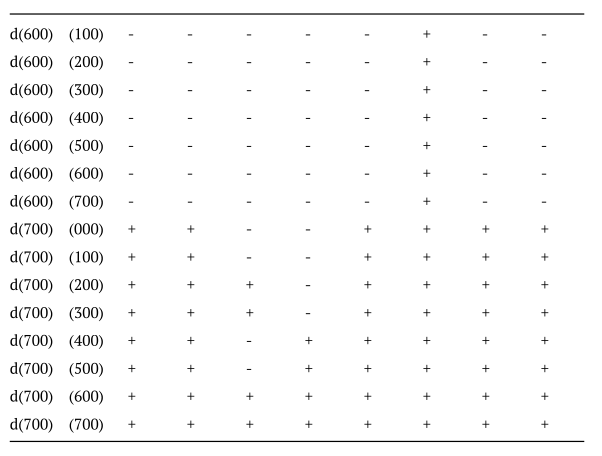 d(600) (100) - - - - - + - -
d(600) (200) - - - - - + - -
d(600) (300) - - - - - + - -
d(600) (400) - - - - - + - -
d(600) (500) - - - - - + - -
d(600) (600) - - - - - + - -
d(600) (700) - - - - - + - -
d(700) (000) + + - - + + + +
d(700) (100) + + - - + + + +
d(700) (200) + + + - + + + +
d(700) (300) + + + - + + + +
d(700) (400) + + - + + + + +
d(700) (500) + + - + + + + +
d(700) (600) + + + + + + + +
d(700) (700) + + + + + + + +